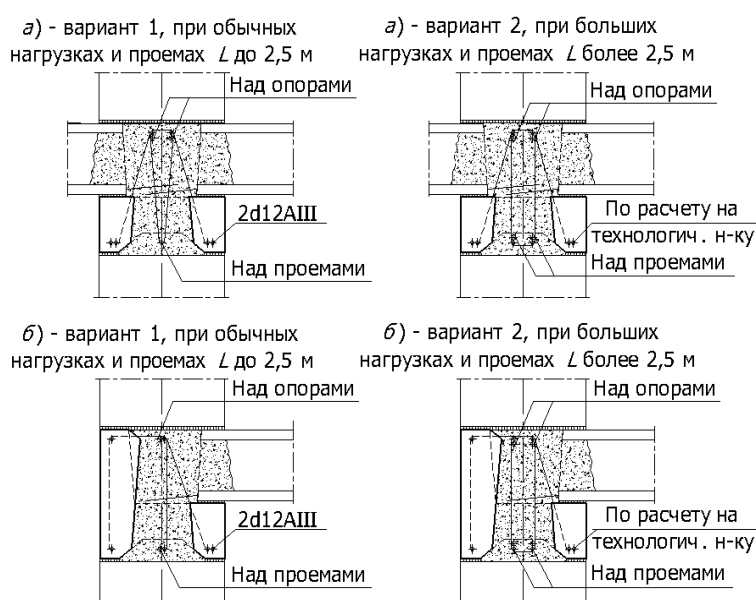 а) - вариант 1, при обычных
нагрузках и проемах L до 2,5 м
Над опорами
2d12AIII
Над проемами
а) - вариант 2, при больших
нагрузках и проемах L более 2,5 м
Над опорами
По расчету на
технологич. н-ку
Над проемами
б) - вариант 1, при обычных
нагрузках и проемах L до 2,5 м
Над опорами
2d12AIII
Над проемами
б) - вариант 2, при больших
нагрузках и проемах L более 2,5 м
Над опорами
По расчету на
технологич. н-ку
Над проемами